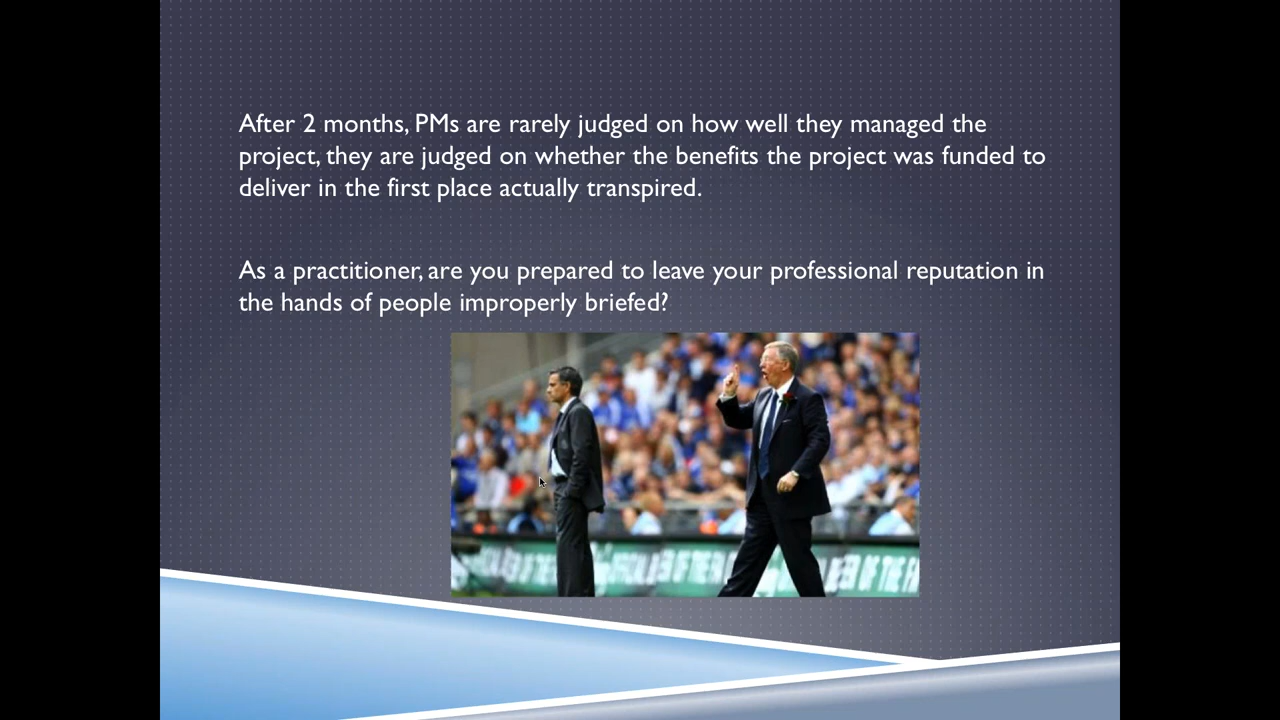 After 2 months, PMs are rarely judged on how well they managed the
project, they are judged on whether the benefits the project was funded to
deliver in the first place actually transpired.
As a practitioner, are you prepared to leave your professional reputation in
the hands of people improperly briefed?